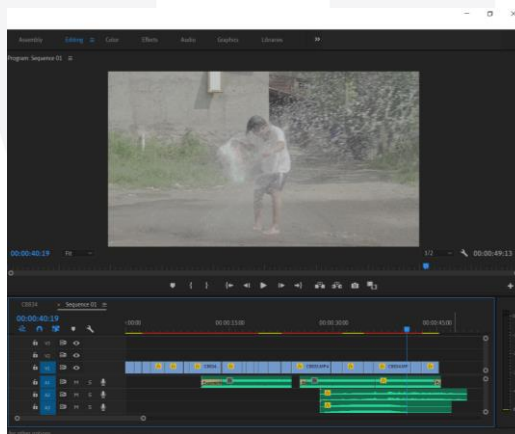 Assembly Editing Color Effects Audio Graphics Libraries
Program: Sequence 01
00:00:40:19 Fit 1/2 00:00:49:13
Sequence 01
00:00:40:19
:00:00 00:00:15:00 00:00:30:00 00:00:45:00
M S
M S
M S